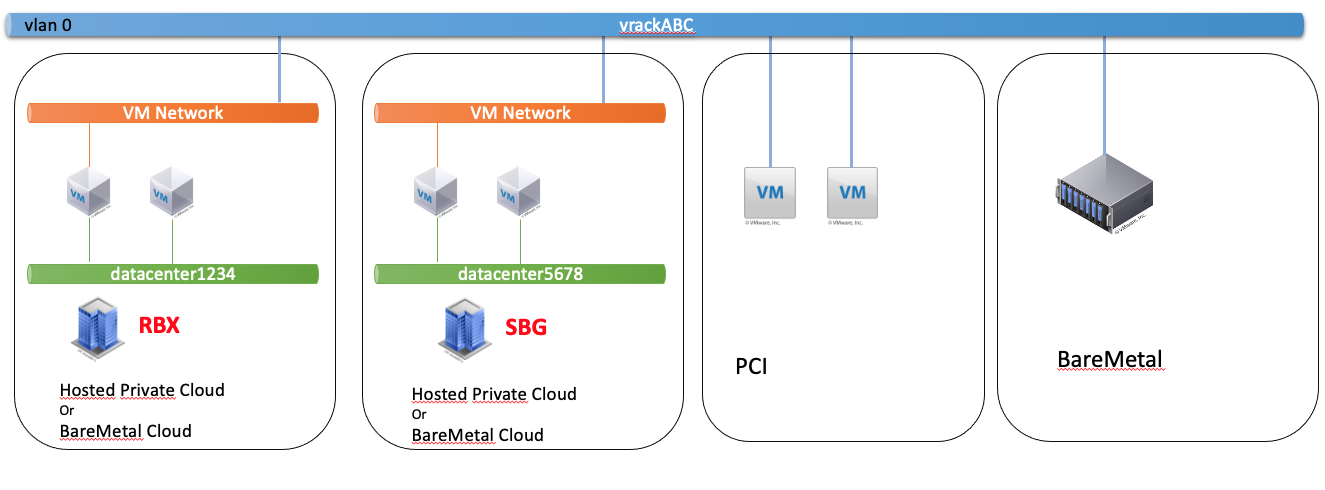 vlan 0
vrackABC
VM Network
VM
VM
datacenter1234
RBX
Hosted Private Cloud
Or
BareMetal Cloud
VM Network
VM
VM
datacenter5678
SBG
Hosted Private Cloud
Or
BareMetal Cloud
VM
© VMware, Inc.
VM
© VMware, Inc.
PCI
© VMware, Inc.
BareMetal